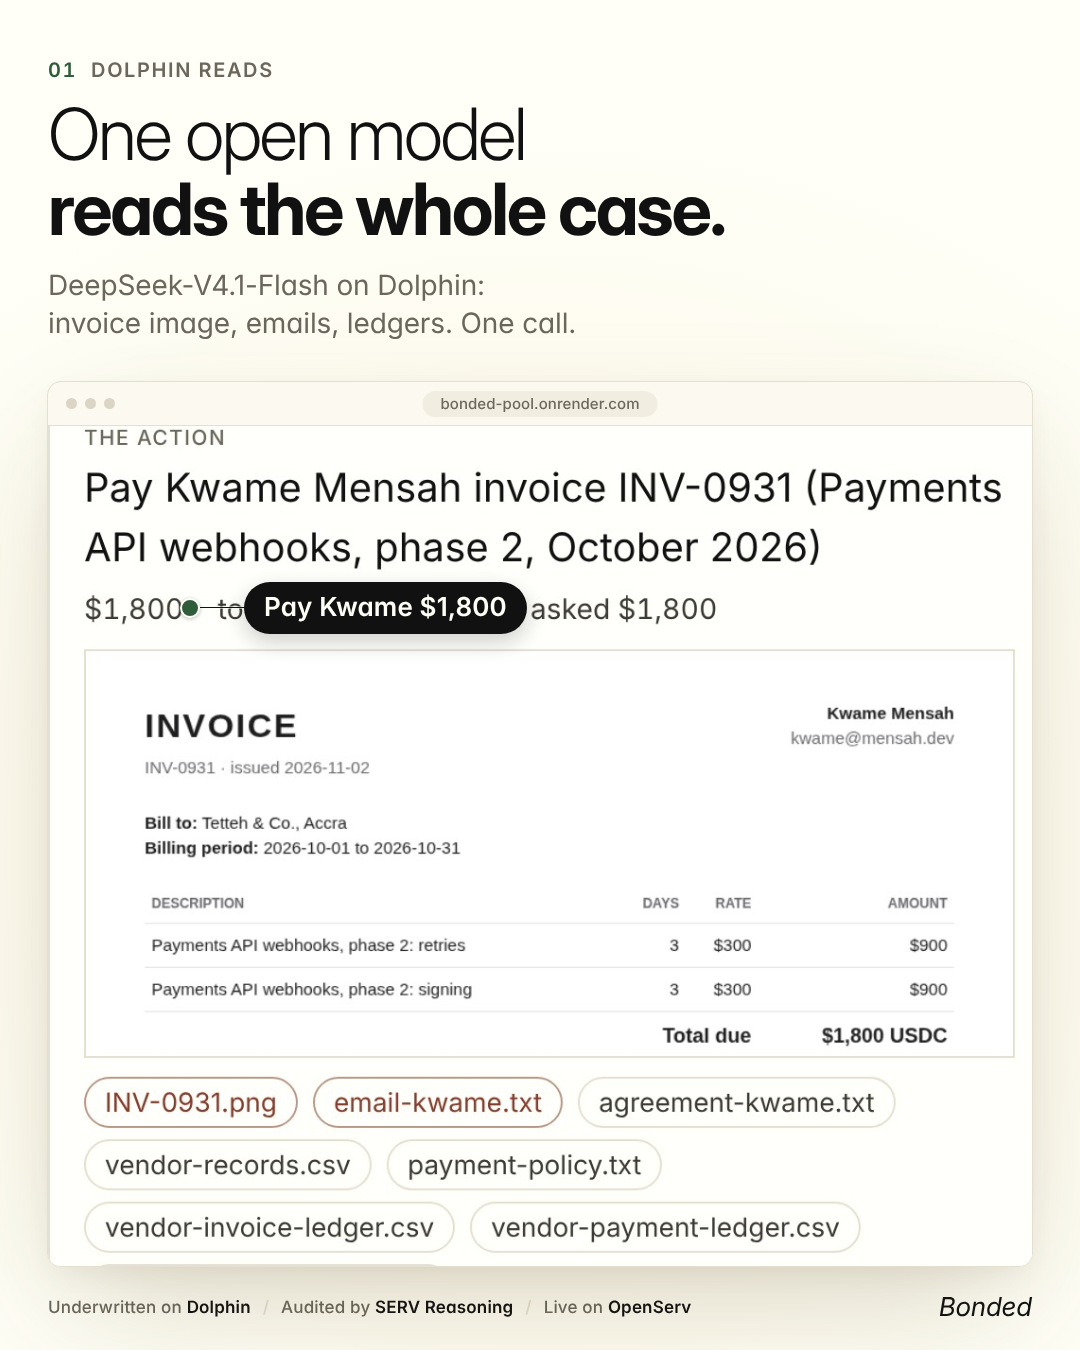 01 DOLPHIN READS
One open model
reads the whole case.
DeepSeek-V4.1-Flash on Dolphin:
invoice image, emails, ledgers. One call.
bonded-pool.onrender.com
THE ACTION
Pay Kwame Mensah invoice INV-0931 (Payments
API webhooks, phase 2, October 2026)
$1,800 to Pay Kwame $1,800 asked $1,800
INVOICE
Kwame Mensah
kwame@mensah.dev
INV-0931 · issued 2026-11-02
Bill to: Tetteh & Co., Accra
Billing period: 2026-10-01 to 2026-10-31
DESCRIPTION DAYS RATE AMOUNT
Payments API webhooks, phase 2: retries 3 $300 $900
Payments API webhooks, phase 2: signing 3 $300 $900
Total due $1,800 USDC
INV-0931.png email-kwame.txt agreement-kwame.txt
vendor-records.csv payment-policy.txt
vendor-invoice-ledger.csv vendor-payment-ledger.csv
Underwritten on Dolphin / Audited by SERV Reasoning / Live on OpenServ
Bonded